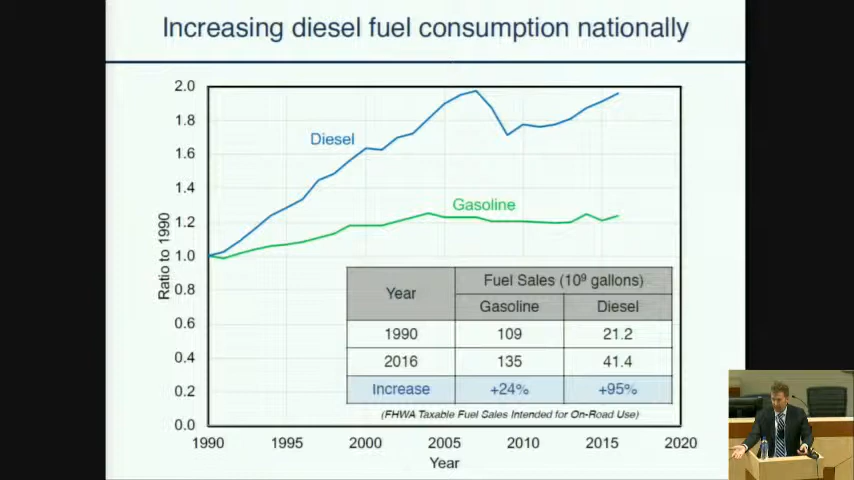 Increasing diesel fuel consumption nationally
2.0
1.8
1.6
1.4
1.2
1.0
0.8
0.6
0.4
0.2
0.0
Ratio to 1990
Diesel
Gasoline
Year
Fuel Sales (10⁹ gallons)
Gasoline Diesel
1990 109 21.2
2016 135 41.4
Increase +24% +95%
(FHWA Taxable Fuel Sales Intended for On-Road Use)
1990 1995 2000 2005 2010 2015 2020
Year